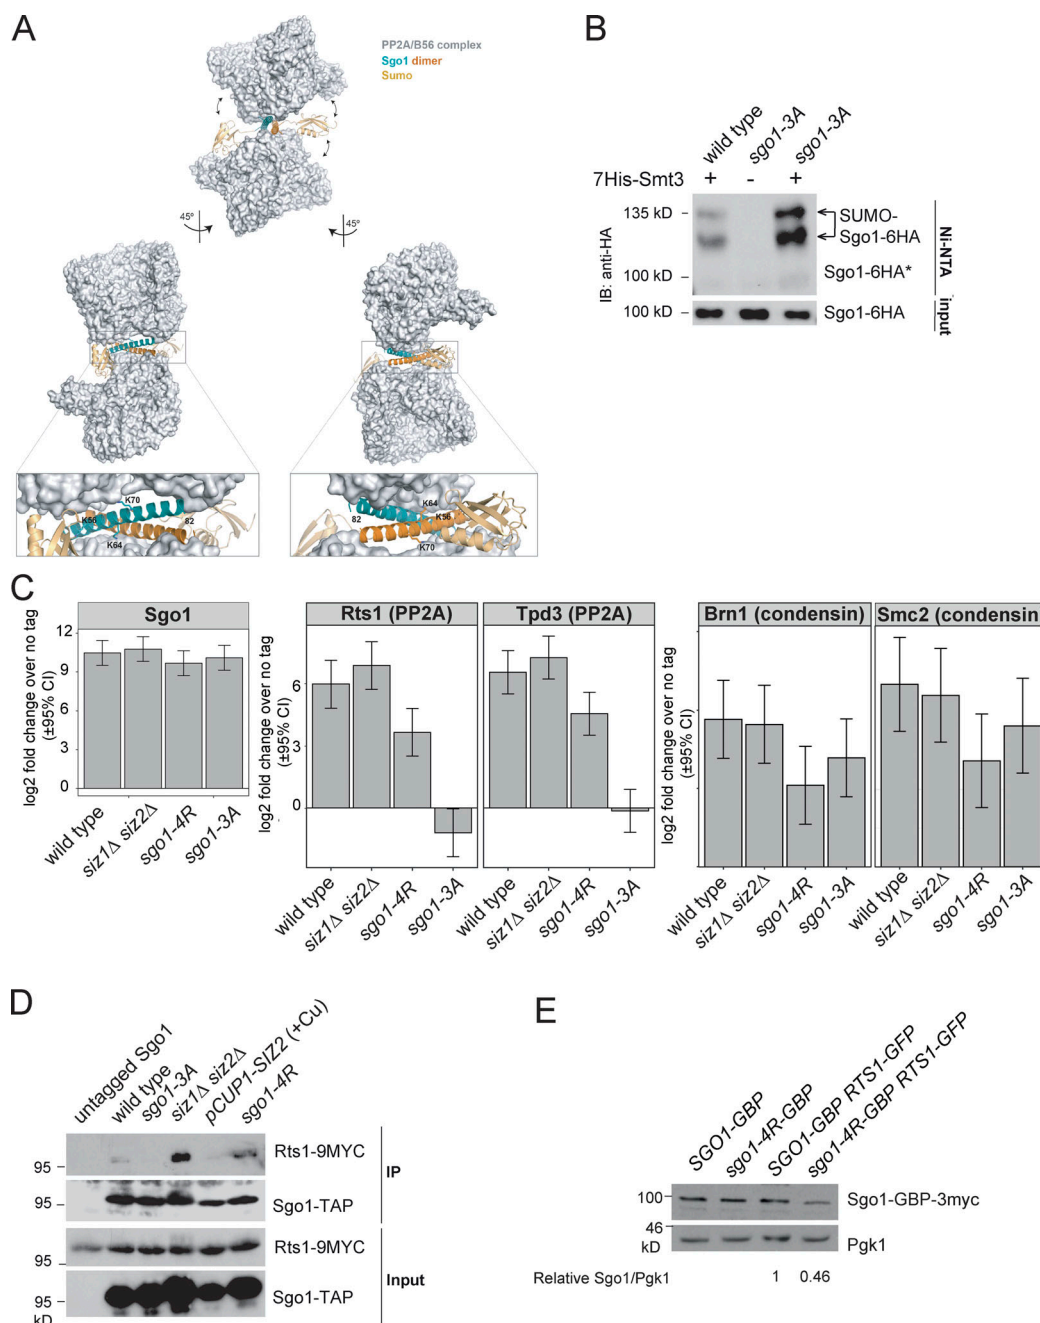 A
PP2A/B56 complex
Sgo1 dimer
Sumo
45º
45º
K70
K56
82
K64
K64
82
K56
K70
B
wild type
sgo1-3A
sgo1-3A
7His-Smt3 + - +
IB: anti-HA
135 kD
100 kD
100 kD
SUMO-
Sgo1-6HA
Sgo1-6HA*
Sgo1-6HA
Ni-NTA
input
C
log2 fold change over no tag
(±95% CI)
Sgo1
12
9
6
3
0
wild type
siz1Δ siz2Δ
sgo1-4R
sgo1-3A
log2 fold change over no tag
(±95% CI)
Rts1 (PP2A)
Tpd3 (PP2A)
6
3
0
wild type
siz1Δ siz2Δ
sgo1-4R
sgo1-3A
wild type
siz1Δ siz2Δ
sgo1-4R
sgo1-3A
log2 fold change over no tag
(±95% CI)
Brn1 (condensin)
Smc2 (condensin
wild type
siz1Δ siz2Δ
sgo1-4R
sgo1-3A
wild type
siz1Δ siz2Δ
sgo1-4R
sgo1-3A
D
untagged Sgo1
wild type
sgo1-3A
siz1Δ siz2Δ
pCUP1-SIZ2 (+Cu)
sgo1-4R
95
Rts1-9MYC
95
Sgo1-TAP
IP
95
Rts1-9MYC
95
Sgo1-TAP
Input
kD
E
SGO1-GBP
sgo1-4R-GBP
SGO1-GBP RTS1-GFP
sgo1-4R-GBP RTS1-GFP
100
Sgo1-GBP-3myc
46
kD
Pgk1
Relative Sgo1/Pgk1 1 0.46